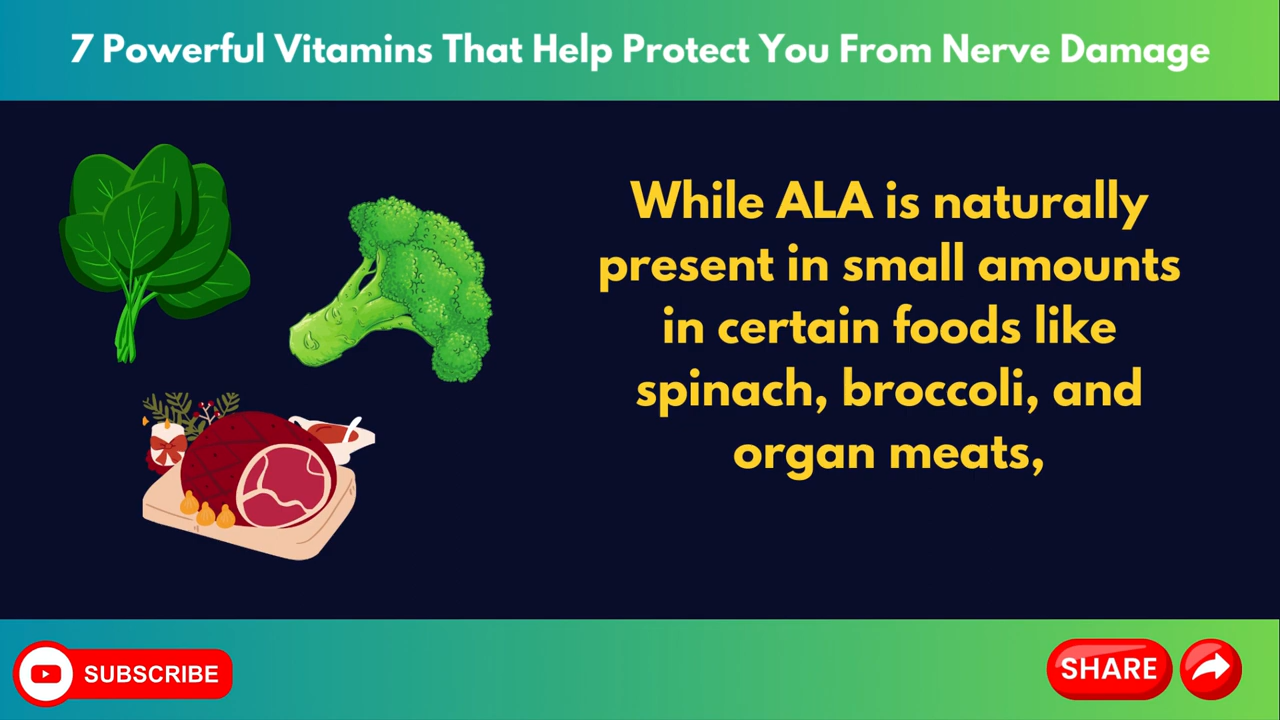 7 Powerful Vitamins That Help Protect You From Nerve Damage
While ALA is naturally
present in small amounts
in certain foods like
spinach, broccoli, and
organ meats,
SUBSCRIBE
SHARE